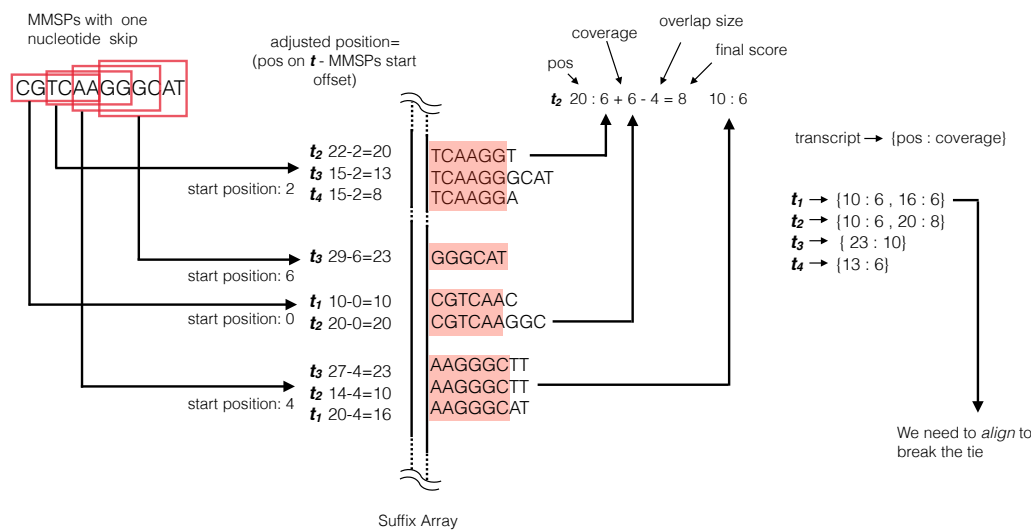 MMSPs with one
nucleotide skip
CGTCAAGGGCAT
adjusted position=
(pos on t - MMSPs start
offset)
pos
coverage
overlap size
final score
t2 20 : 6 + 6 - 4 = 8 10 : 6
transcript → {pos : coverage}
start position: 2
t2 22-2=20
t3 15-2=13
t4 15-2=8
TCAAGGT
TCAAGGGCAT
TCAAGGA
start position: 6
t3 29-6=23
GGGCAT
start position: 0
t1 10-0=10
t2 20-0=20
CGTCAAC
CGTCAAGGC
start position: 4
t3 27-4=23
t2 14-4=10
t1 20-4=16
AAGGGCTT
AAGGGCTT
AAGGGCAT
t1 → {10 : 6 , 16 : 6}
t2 → {10 : 6 , 20 : 8}
t3 → { 23 : 10}
t4 → {13 : 6}
We need to align to
break the tie
Suffix Array